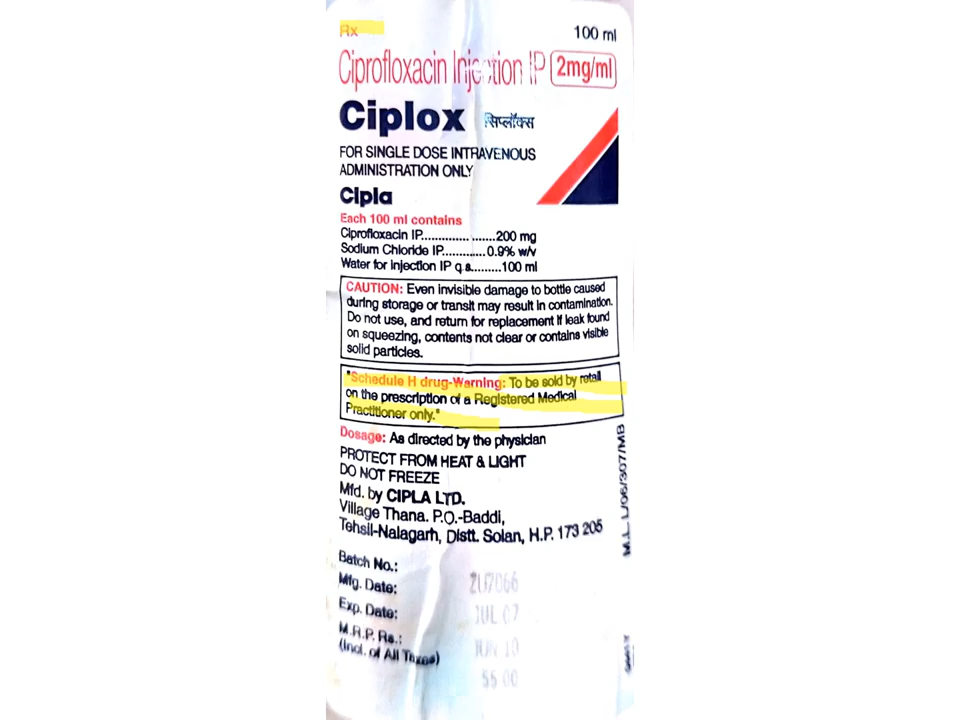 Rx
100 ml
Ciprofloxacin Injection IP 2mg/ml
Ciplox सिप्लॉक्स
FOR SINGLE DOSE INTRAVENOUS
ADMINISTRATION ONLY
Cipla
Each 100 ml contains
Ciprofloxacin IP.....................200 mg
Sodium Chloride IP.............0.9% w/v
Water for injection IP q.s.........100 ml
CAUTION: Even invisible damage to bottle caused
during storage or transit may result in contamination.
Do not use, and return for replacement if leak found
on squeezing, contents not clear or contains visible
solid particles.
"Schedule H drug-Warning: To be sold by retail
on the prescription of a Registered Medical
Practitioner only."
Dosage: As directed by the physician
PROTECT FROM HEAT & LIGHT
DO NOT FREEZE
Mfd. by CIPLA LTD.
Village Thana. P.O.-Baddi,
Tehsil-Nalagarh, Distt. Solan, H.P. 173 205
M.L. L/06/307/MB
Batch No.:
Mfg. Date:
Exp. Date:
M.R.P. Rs.:
(Incl. of All Taxes)
JUL 07
JUN 10
55 00